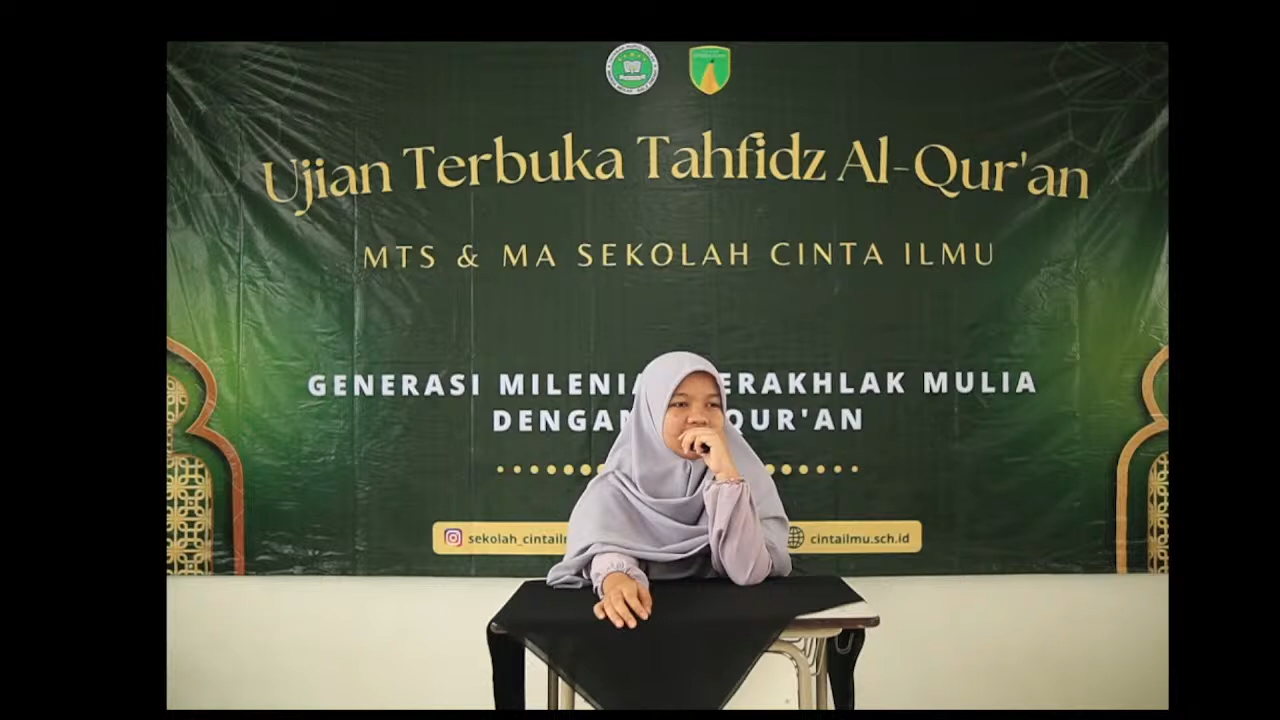 Ujian Terbuka Tahfidz Al-Qur'an
MTS & MA SEKOLAH CINTA ILMU
GENERASI MILENIA ERAKHLAK MULIA
DENGAN QUR'AN
sekolah_cintailm
cintailmu.sch.id